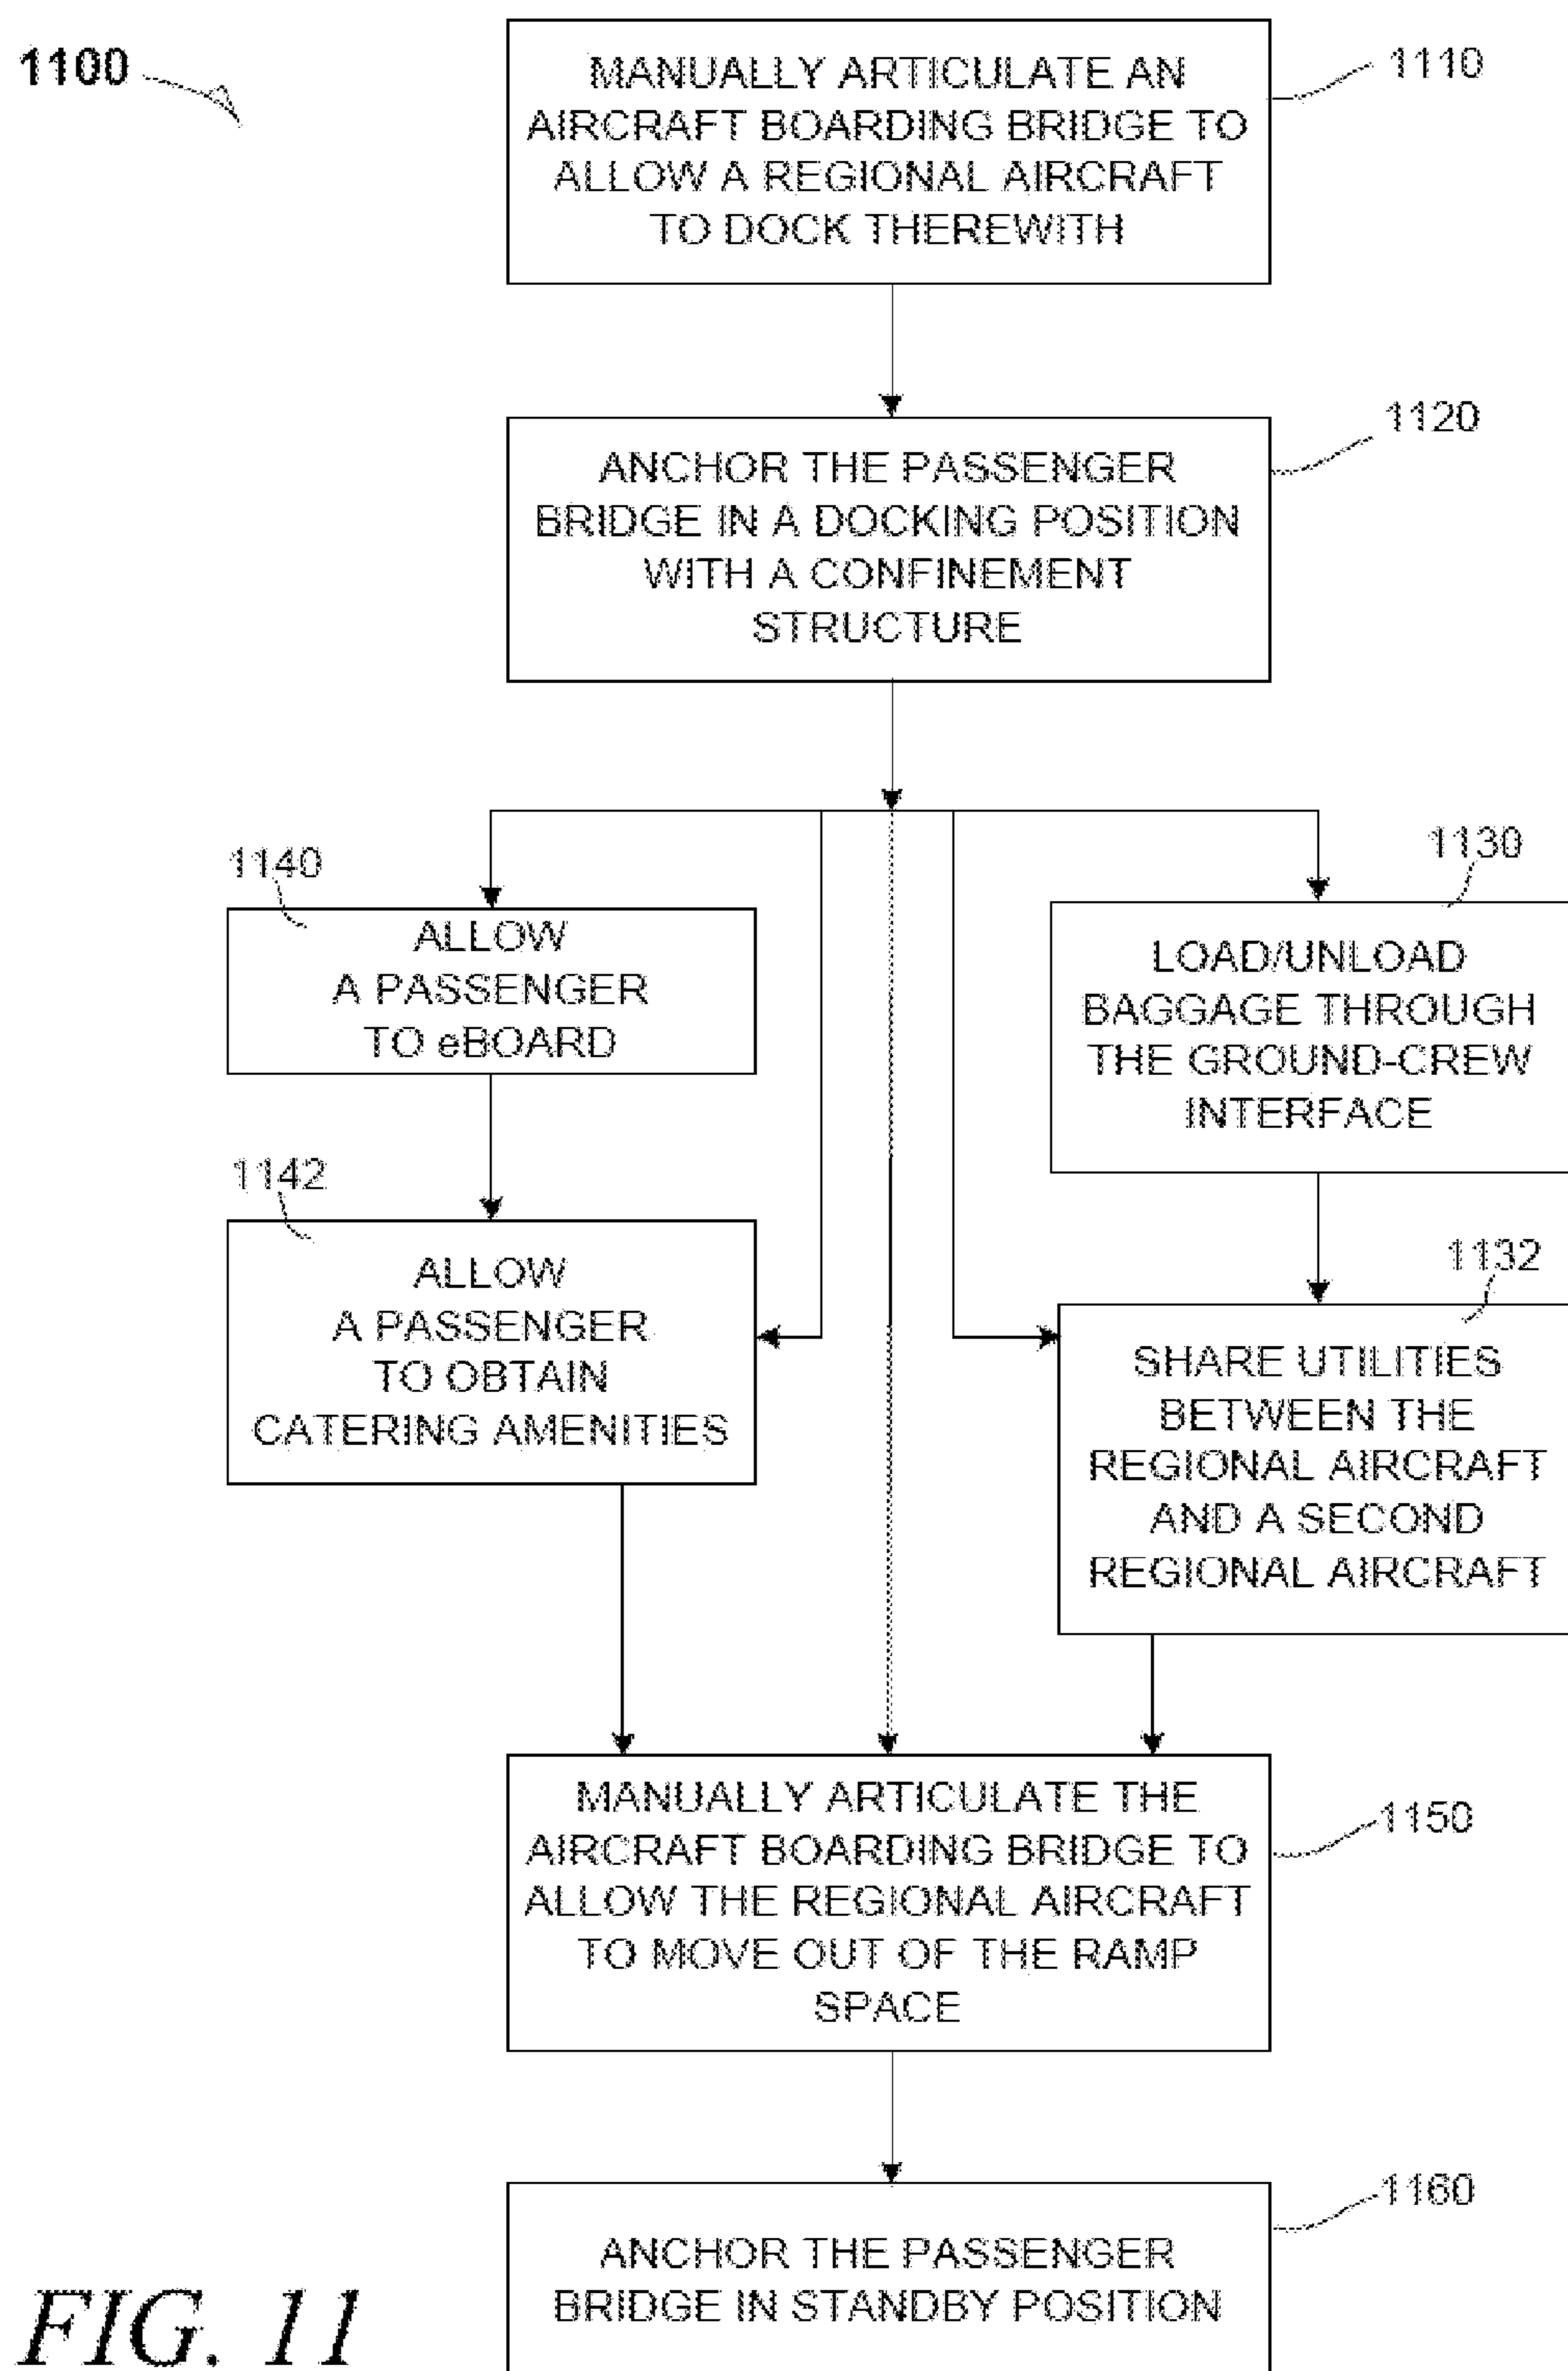 1100
MANUALLY ARTICULATE AN
AIRCRAFT BOARDING BRIDGE TO
ALLOW A REGIONAL AIRCRAFT
TO DOCK THEREWITH
1110
ANCHOR THE PASSENGER
BRIDGE IN A DOCKING POSITION
WITH A CONFINEMENT
STRUCTURE
1120
1140
ALLOW
A PASSENGER
TO eBOARD
1130
LOAD/UNLOAD
BAGGAGE THROUGH
THE GROUND-CREW
INTERFACE
1142
ALLOW
A PASSENGER
TO OBTAIN
CATERING AMENITIES
1132
SHARE UTILITIES
BETWEEN THE
REGIONAL AIRCRAFT
AND A SECOND
REGIONAL AIRCRAFT
MANUALLY ARTICULATE THE
AIRCRAFT BOARDING BRIDGE TO
ALLOW THE REGIONAL AIRCRAFT
TO MOVE OUT OF THE RAMP
SPACE
1150
ANCHOR THE PASSENGER
BRIDGE IN STANDBY POSITION
1160
FIG. 11